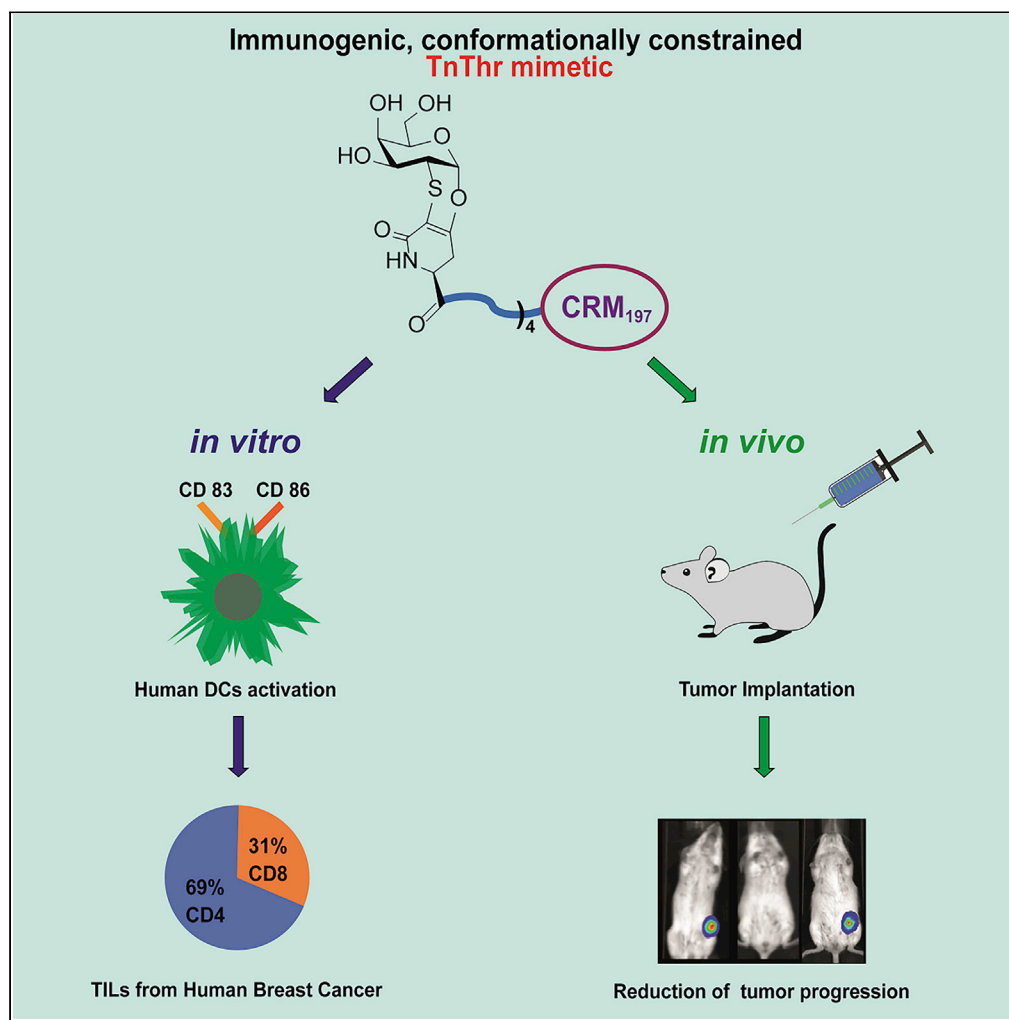 Immunogenic, conformationally constrained
TnThr mimetic
OH OH
O
HO
S
O
O
HN
O
)4
CRM197
in vitro
in vivo
CD 83 CD 86
Human DCs activation
Tumor Implantation
31%
CD8
69%
CD4
TILs from Human Breast Cancer
Reduction of tumor progression